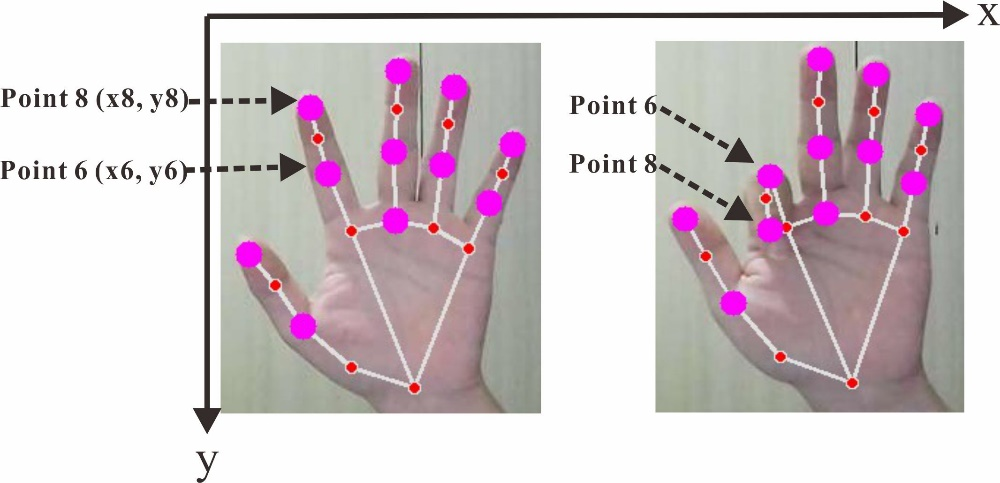 x
Point 8 (x8, y8)
Point 6 (x6, y6)
Point 6
Point 8
y